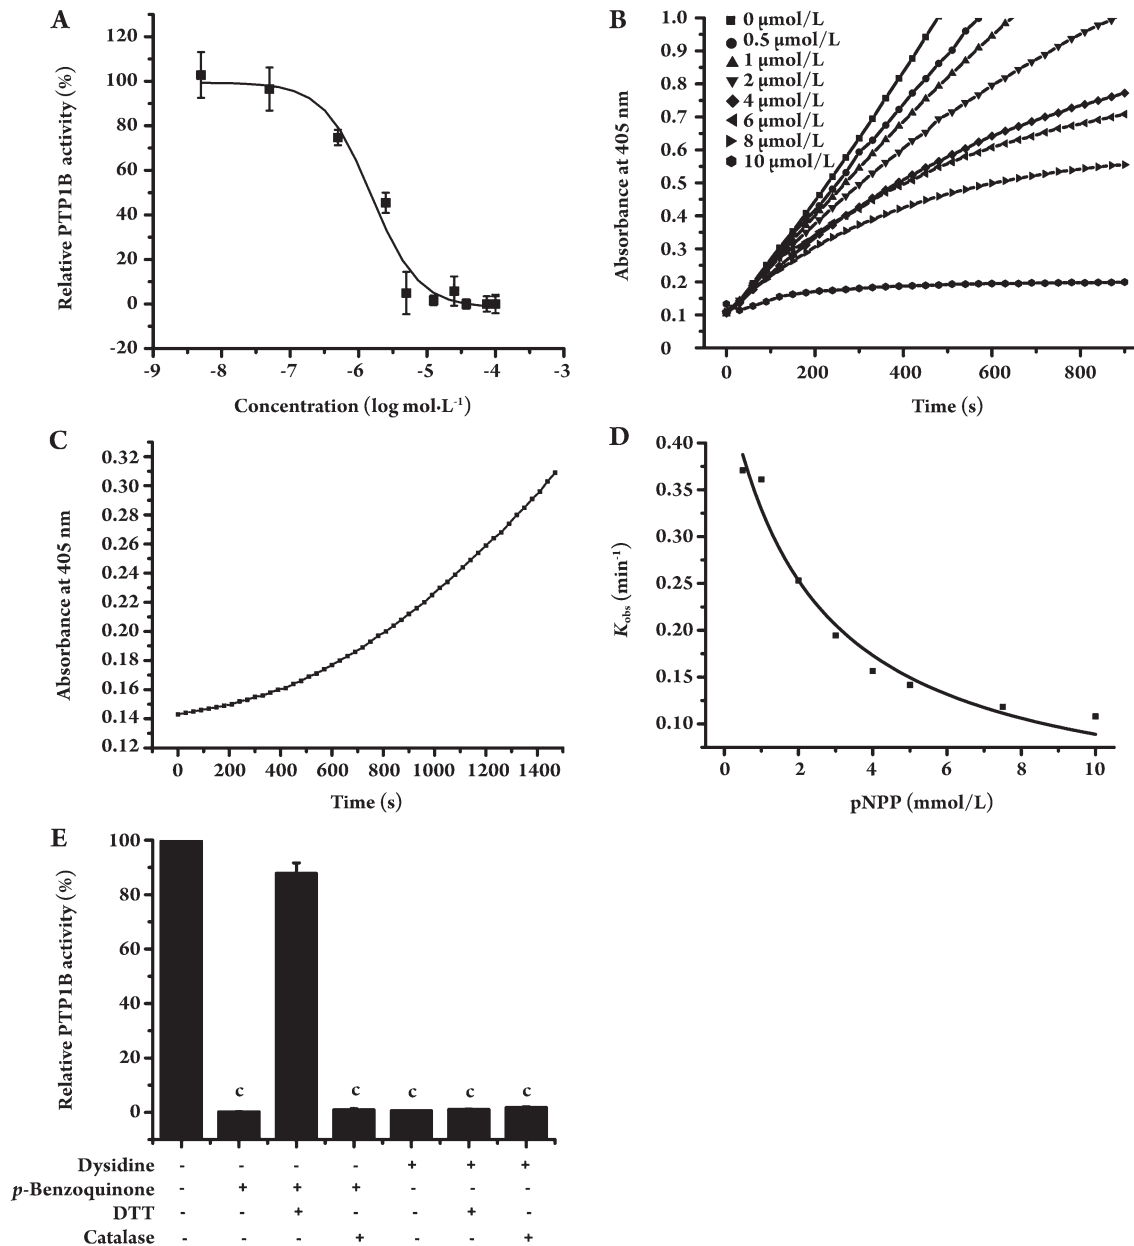 A
Relative PTP1B activity (%)
120
100
80
60
40
20
0
-20
-9
-8
-7
-6
-5
-4
-3
Concentration (log mol·L⁻¹)
B
Absorbance at 405 nm
1.0
0.9
0.8
0.7
0.6
0.5
0.4
0.3
0.2
0.1
0
0 µmol/L
0.5 µmol/L
1 µmol/L
2 µmol/L
4 µmol/L
6 µmol/L
8 µmol/L
10 µmol/L
0
200
400
600
800
Time (s)
C
Absorbance at 405 nm
0.32
0.30
0.28
0.26
0.24
0.22
0.20
0.18
0.16
0.14
0.12
0
200
400
600
800
1000
1200
1400
Time (s)
D
Kobs (min⁻¹)
0.40
0.35
0.30
0.25
0.20
0.15
0.10
0
2
4
6
8
10
pNPP (mmol/L)
E
Relative PTP1B activity (%)
100
80
60
40
20
0
c c c c c
Dysidine - - - - + + +
p-Benzoquinone - + + + - - -
DTT - - + - - + -
Catalase - - - + - - +